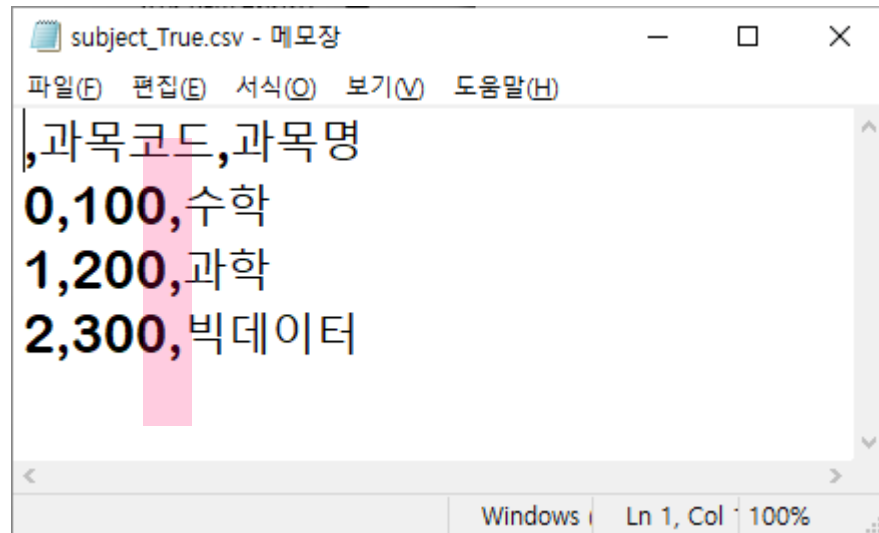 subject_True.csv - 메모장
파일(F) 편집(E) 서식(O) 보기(V) 도움말(H)
,과목코드,과목명
0,100,수학
1,200,과학
2,300,빅데이터
Windows Ln 1, Col 100%